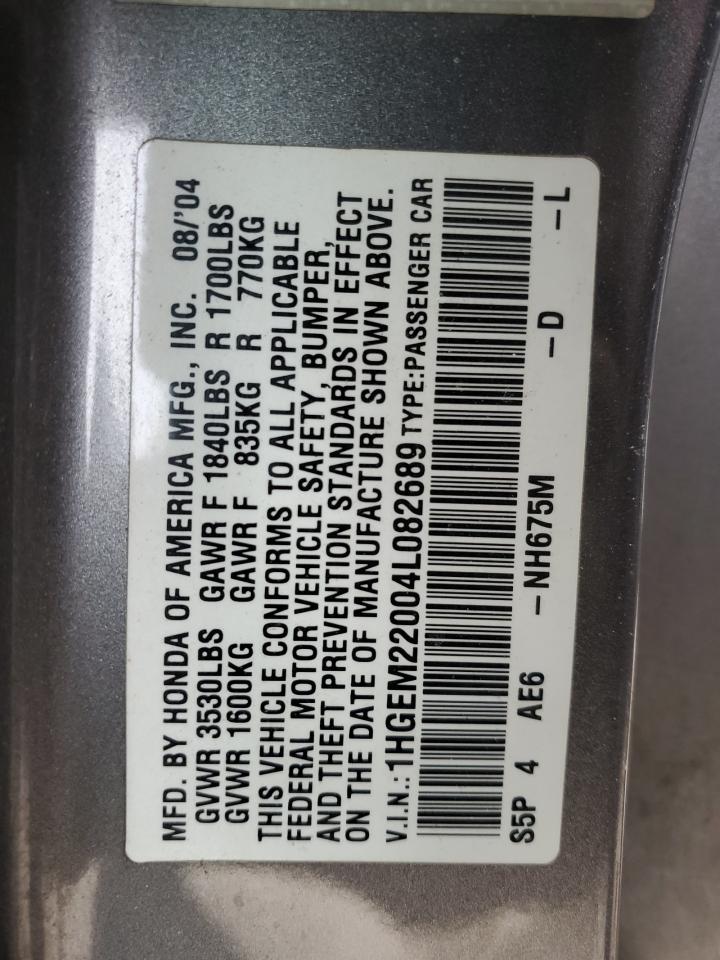 MFD. BY HONDA OF AMERICA MFG., INC. 08/'04
GVWR 3530LBS GAWR F 1840LBS R 1700LBS
GVWR 1600KG GAWR F 835KG R 770KG
THIS VEHICLE CONFORMS TO ALL APPLICABLE
FEDERAL MOTOR VEHICLE SAFETY, BUMPER,
AND THEFT PREVENTION STANDARDS IN EFFECT
ON THE DATE OF MANUFACTURE SHOWN ABOVE.
V.I.N.: 1HGEM22004L082689 TYPE:PASSENGER CAR
S5P 4 AE6 – NH675M – D – L